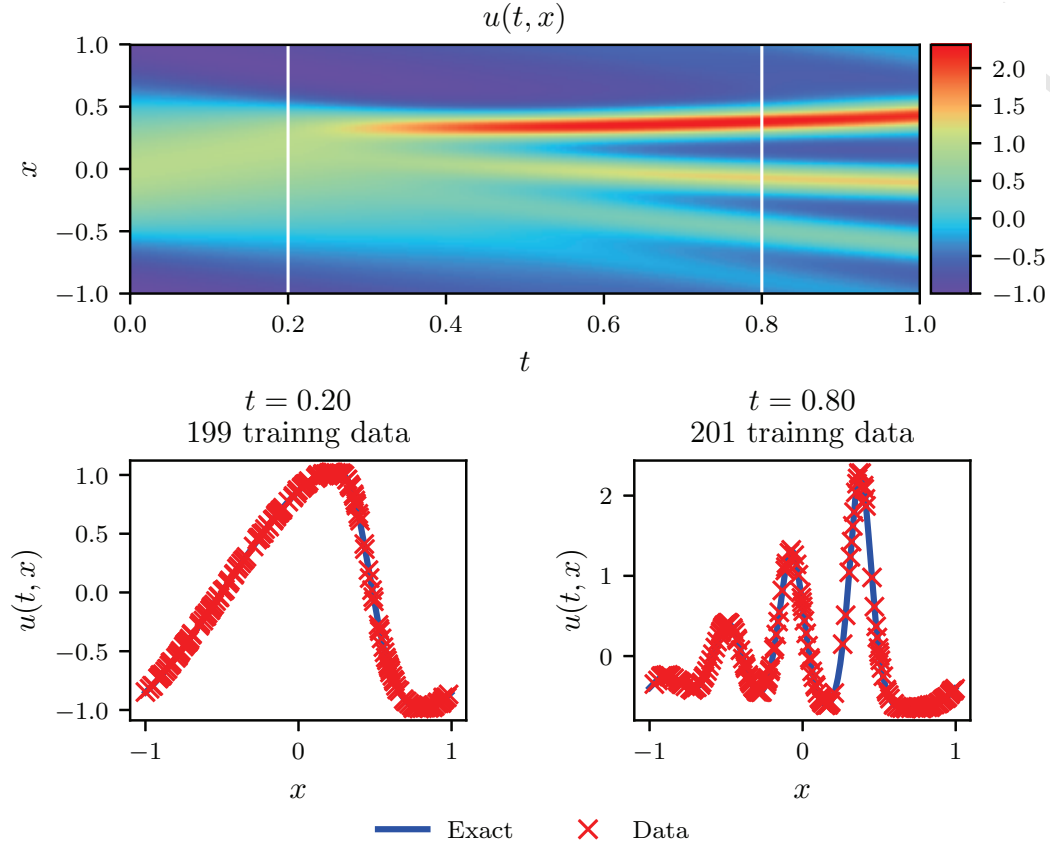 u(t, x)
1.0
0.5
0.0
−0.5
−1.0
x
0.0 0.2 0.4 0.6 0.8 1.0
t
2.0
1.5
1.0
0.5
0.0
−0.5
−1.0
t = 0.20
199 trainng data
1.0
0.5
0.0
−0.5
−1.0
u(t, x)
−1 0 1
x
t = 0.80
201 trainng data
2
1
0
u(t, x)
−1 0 1
x
Exact Data